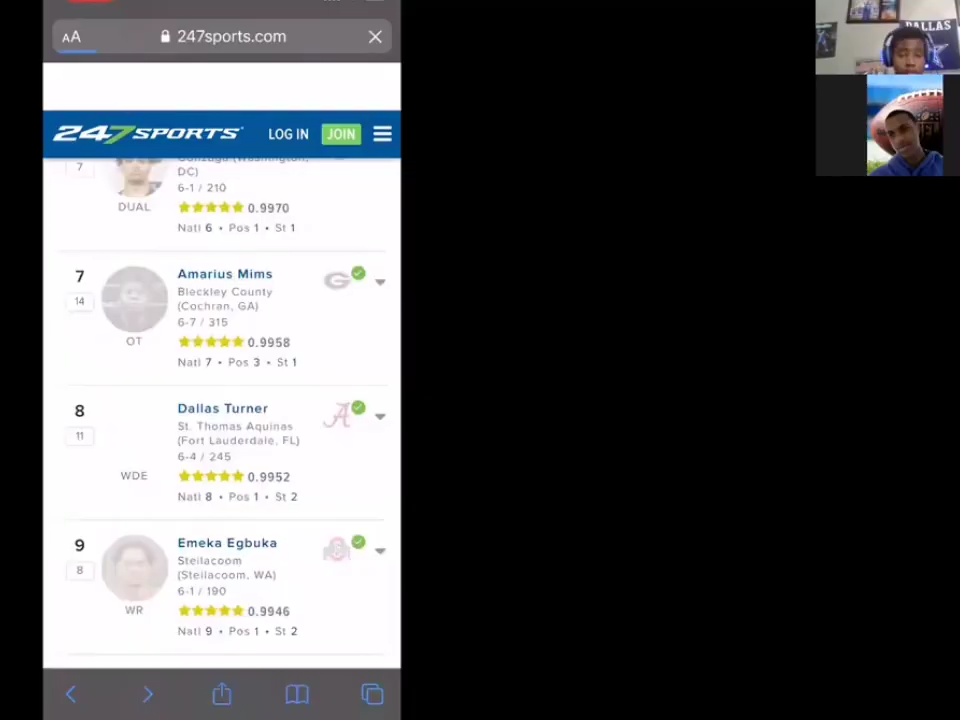 AA 247sports.com
247SPORTS LOG IN JOIN
7
Gonzaga (Washington,
DC)
6-1 / 210
DUAL
0.9970
Natl 6 • Pos 1 • St 1
7
14
OT
Amarius Mims
Bleckley County
(Cochran, GA)
6-7 / 315
0.9958
Natl 7 • Pos 3 • St 1
G
8
11
WDE
Dallas Turner
St. Thomas Aquinas
(Fort Lauderdale, FL)
6-4 / 245
0.9952
Natl 8 • Pos 1 • St 2
A
9
8
WR
Emeka Egbuka
Steilacoom
(Steilacoom, WA)
6-1 / 190
0.9946
Natl 9 • Pos 1 • St 2
DALLAS